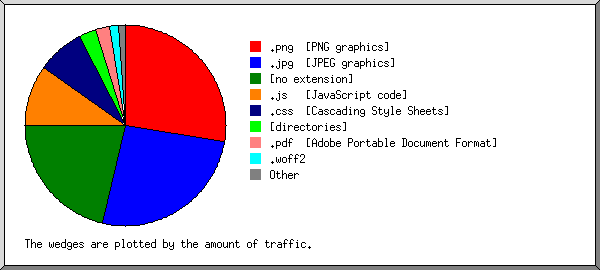 .png  [PNG graphics]
.jpg  [JPEG graphics]
[no extension]
.js   [JavaScript code]
.css  [Cascading Style Sheets]
[directories]
.pdf  [Adobe Portable Document Format]
.woff2
Other
The wedges are plotted by the amount of traffic.